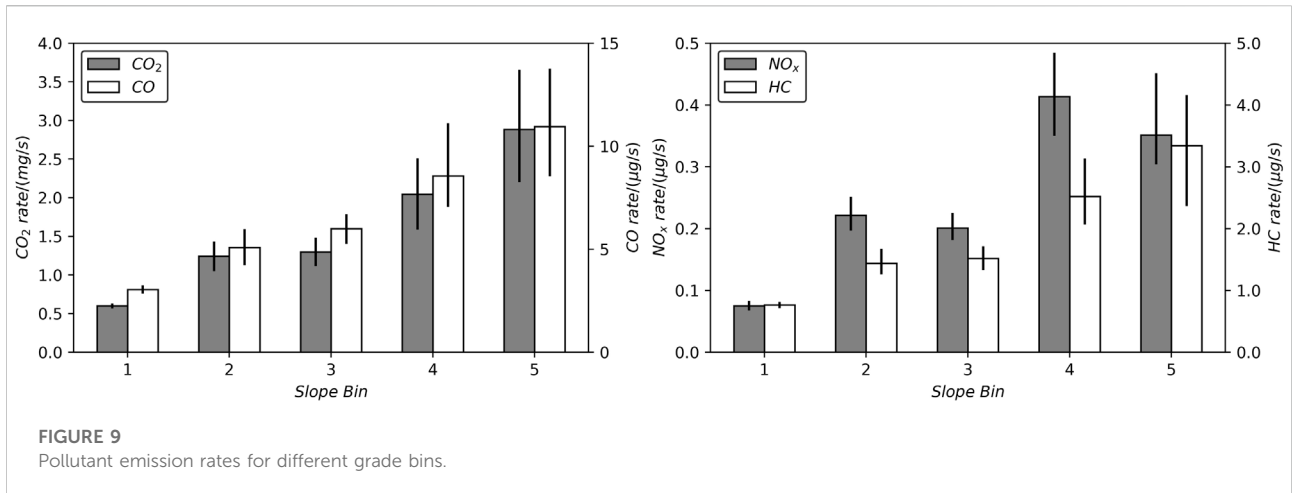 4.0
3.5
3.0
2.5
2.0
1.5
1.0
0.5
0.0
CO₂ rate/(mg/s)
CO₂
CO
15
10
5
0
CO rate/(μg/s)
1 2 3 4 5
Slope Bin
0.5
0.4
0.3
0.2
0.1
0.0
NOₓ rate/(μg/s)
NOₓ
HC
5.0
4.0
3.0
2.0
1.0
0.0
HC rate/(μg/s)
1 2 3 4 5
Slope Bin
FIGURE 9
Pollutant emission rates for different grade bins.